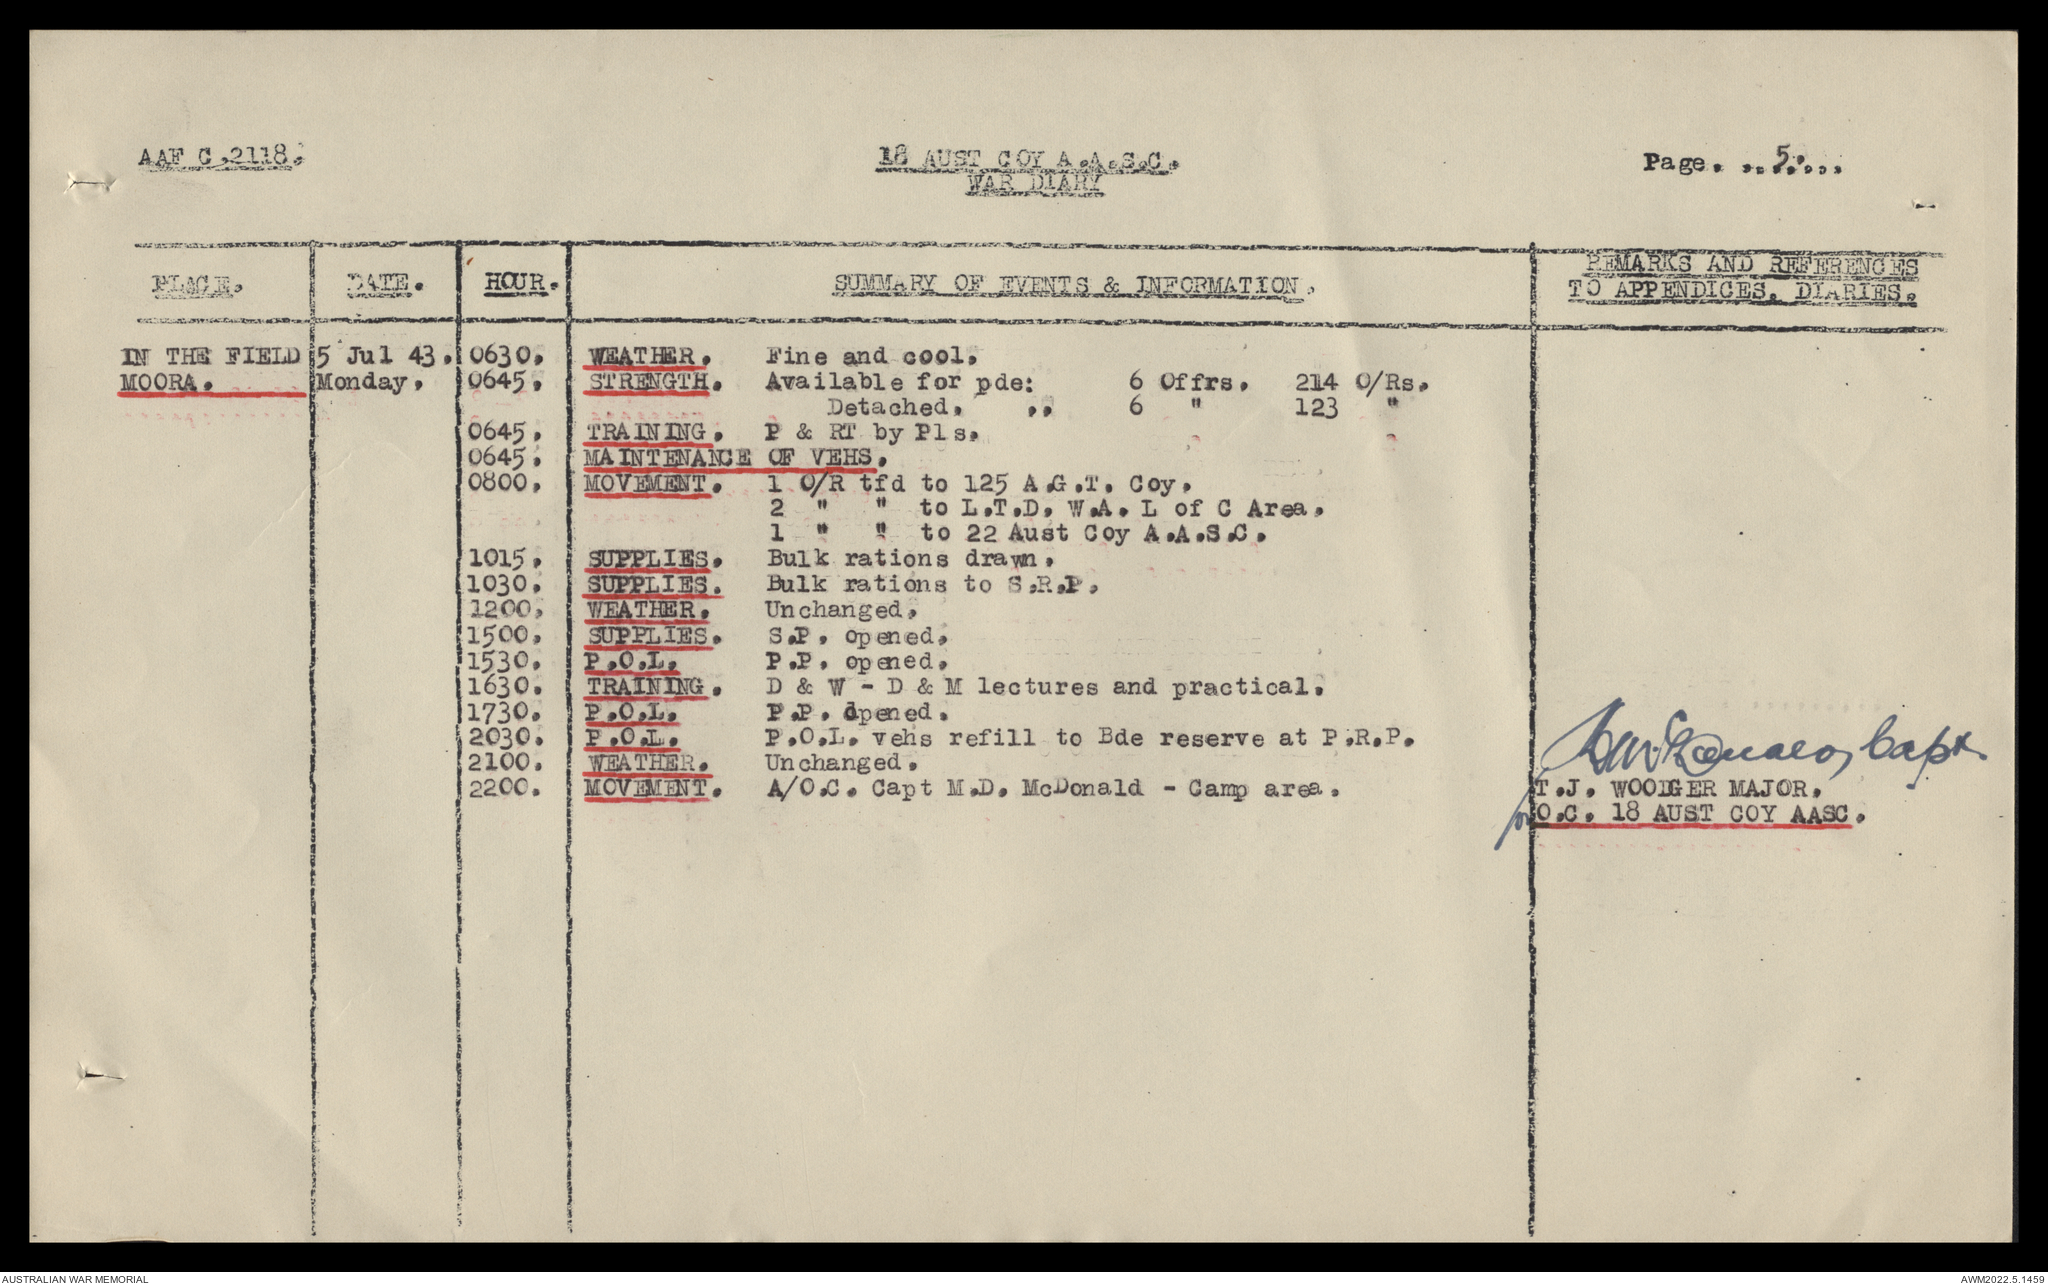 AAF C.2118.
18 AUST COY A.A.S.C.
WAR DIARY
Page. ..5.....
PLACE. DATE. HOUR. SUMMARY OF EVENTS & INFORMATION. REMARKS AND REFERENCES
TO APPENDICES. DIARIES.
IN THE FIELD 5 Jul 43. 0630. WEATHER. Fine and cool.
MOORA. Monday. 0645. STRENGTH. Available for pde: 6 Offrs. 214 O/Rs.
Detached. ,, 6 " 123 "
0645. TRAINING. P & RT by Pls.
0645. MAINTENANCE OF VEHS.
0800. MOVEMENT. 1 O/R tfd to 125 A.G.T. Coy.
2 " " to L.T.D. W.A. L of C Area.
1 " " to 22 Aust Coy A.A.S.C.
1015. SUPPLIES. Bulk rations drawn.
1030. SUPPLIES. Bulk rations to S.R.P.
1200. WEATHER. Unchanged.
1500. SUPPLIES. S.P. opened.
1530. P.O.L. P.P. opened.
1630. TRAINING. D & W - D & M lectures and practical.
1730. P.O.L. P.P. opened.
2030. P.O.L. P.O.L. vehs refill to Bde reserve at P.R.P.
2100. WEATHER. Unchanged.
2200. MOVEMENT. A/O.C. Capt M.D. McDonald - Camp area.
Capt.
T.J. WOODGER MAJOR.
for O.C. 18 AUST COY AASC.
AUSTRALIAN WAR MEMORIAL
AWM2022.5.1459